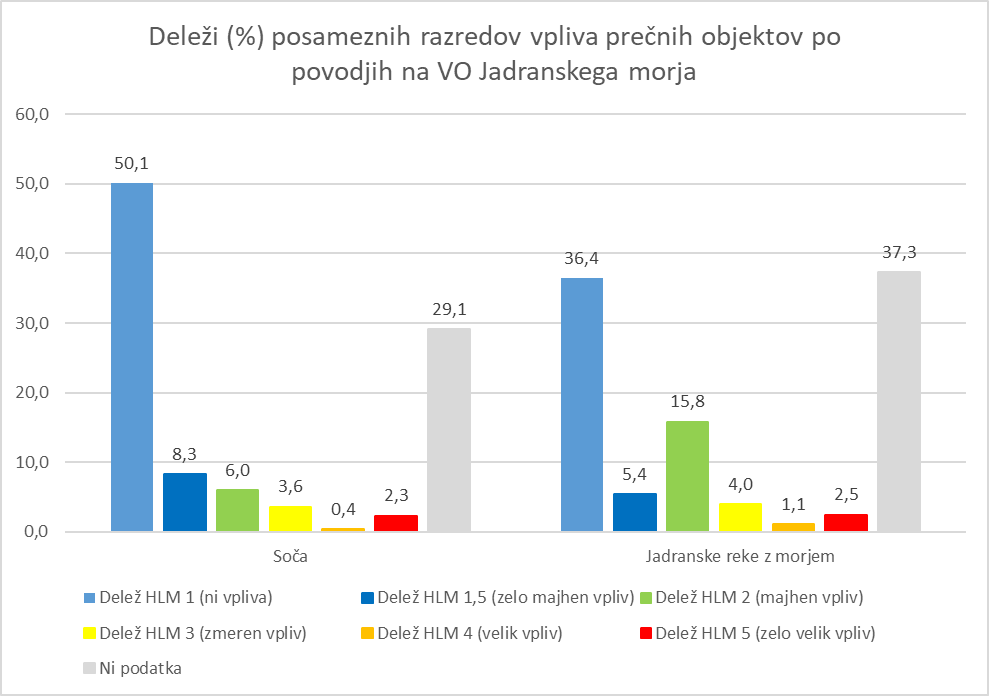 Deleži (%) posameznih razredov vpliva prečnih objektov po
povodjih na VO Jadranskega morja
60,0
50,0
40,0
30,0
20,0
10,0
0,0
50,1
8,3
6,0
3,6
0,4
2,3
29,1
36,4
5,4
15,8
4,0
1,1
2,5
37,3
Soča
Jadranske reke z morjem
Delež HLM 1 (ni vpliva)
Delež HLM 1,5 (zelo majhen vpliv)
Delež HLM 2 (majhen vpliv)
Delež HLM 3 (zmeren vpliv)
Delež HLM 4 (velik vpliv)
Delež HLM 5 (zelo velik vpliv)
Ni podatka